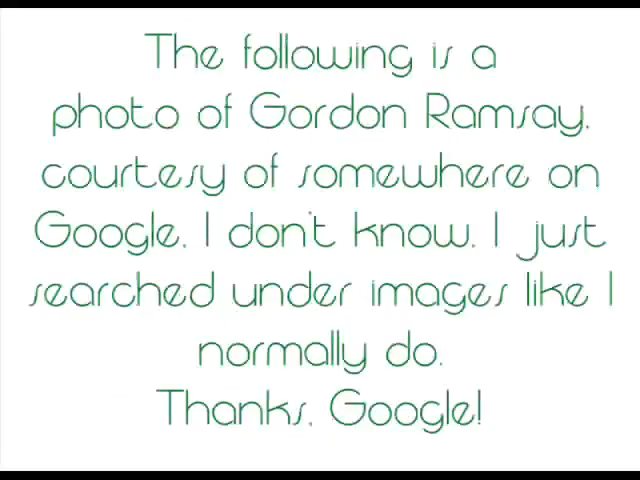 The following is a
photo of Gordon Ramsay,
courtesy of somewhere on
Google. I don't know. I just
searched under images like I
normally do.
Thanks, Google!